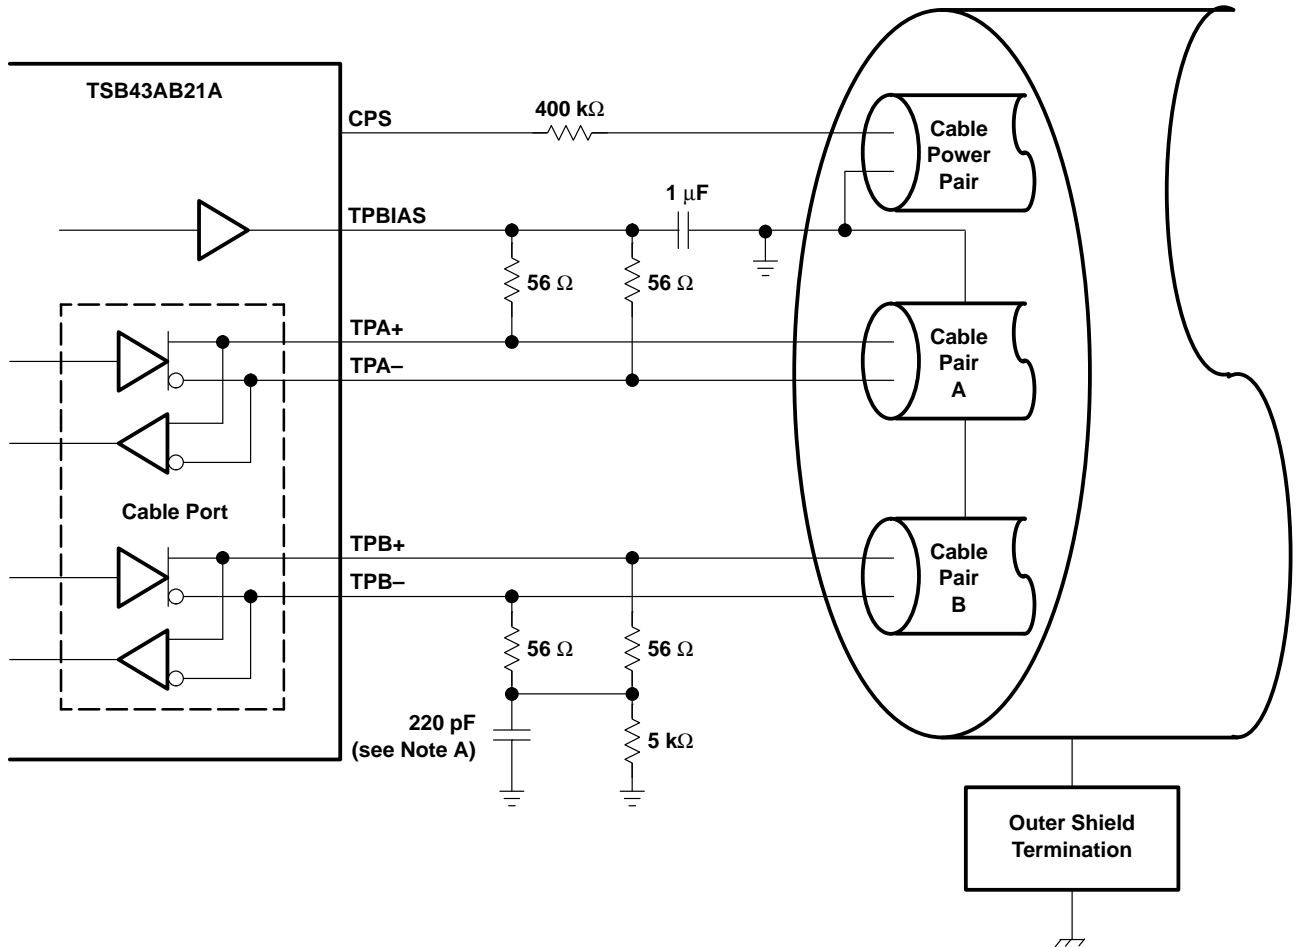 TSB43AB21A
CPS
400 kΩ
Cable
Power
Pair
TPBIAS
1 μF
56 Ω
56 Ω
TPA+
TPA–
Cable
Pair
A
Cable Port
TPB+
TPB–
Cable
Pair
B
56 Ω
56 Ω
220 pF
(see Note A)
5 kΩ
Outer Shield
Termination